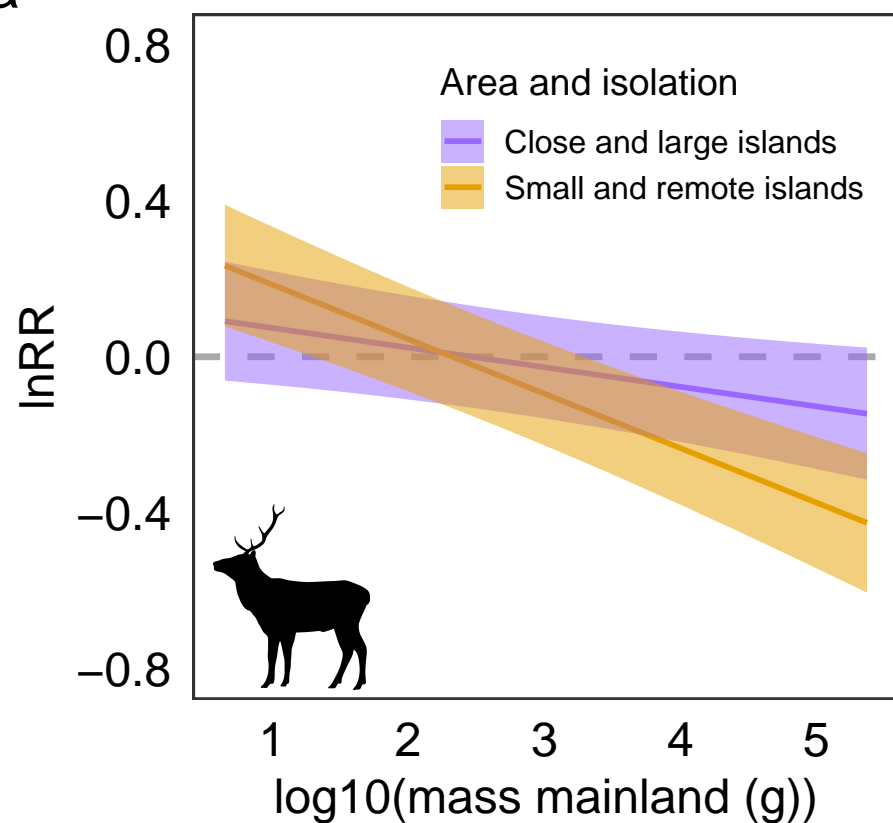 0.8
Area and isolation
Close and large islands
Small and remote islands
0.4
0.0
lnRR
−0.4
−0.8
1 2 3 4 5
log10(mass mainland (g))